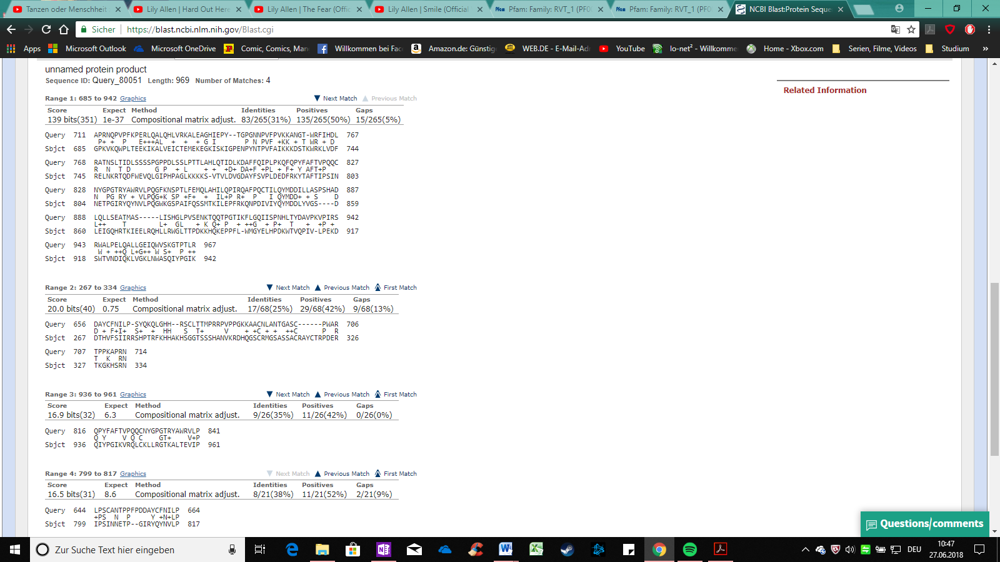 Tanzen oder Menschheit
Lily Allen | Hard Out Here
Lily Allen | The Fear (Offic
Lily Allen | Smile (Official
Pfam: Family: RVT_1 (PF0
Pfam: Family: RVT_1 (PF0
NCBI Blast:Protein Seque
Sicher https://blast.ncbi.nlm.nih.gov/Blast.cgi
Apps Microsoft Outlook Microsoft OneDrive Comic, Comics, Man Willkommen bei Fac Amazon.de: Günstig WEB.DE - E-Mail-Adr YouTube lo-net² - Willkomme Home - Xbox.com Serien, Filme, Videos Studium »
unnamed protein product
Sequence ID: Query_80051 Length: 969 Number of Matches: 4
Related Information
Range 1: 685 to 942 Graphics Next Match Previous Match
Score Expect Method Identities Positives Gaps
139 bits(351) 1e-37 Compositional matrix adjust. 83/265(31%) 135/265(50%) 15/265(5%)
Query 711 APRNQPVPFKPERLQALQHLVRKALEAGHIEPY--TGPGNNPVFPVKKANGT-WRFIHDL 767
P+ + P E+++AL + + + G I P N PVF +KK + T WR + D
Sbjct 685 GPKVKQWPLTEEKIKALVEICTEMEKEGKISKIGPENPYNTPVFAIKKKDSTKWRKLVDF 744
Query 768 RATNSLTIDLSSSSPGPPDLSSLPTTLAHLQTIDLKDAFFQIPLPKQFQPYFAFTVPQQC 827
R N T D G P + L + + +D+ DA+F +PL + F+ Y AFT+P
Sbjct 745 RELNKRTQDFWEVQLGIPHPAGLKKKKS-VTVLDVGDAYFSVPLDEDFRKYTAFTIPSIN 803
Query 828 NYGPGTRYAWRVLPQGFKNSPTLFEMQLAHILQPIRQAFPQCTILQYMDDILLASPSHAD 887
N PG RY + VLPQG+K SP +F+ + IL+P R+ P I QYMDD+ + S D
Sbjct 804 NETPGIRYQYNVLPQGWKGSPAIFQSSMTKILEPFRKQNPDIVIYQYMDDLYVGS----D 859
Query 888 LQLLSEATMAS-----LISHGLPVSENKTQQTPGTIKFLGQIISPNHLTYDAVPKVPIRS 942
L++ T L+ GL + K Q+ P + ++G + P+ T + +P +
Sbjct 860 LEIGQHRTKIEELRQHLLRWGLTTPDKKHQKEPPFL-WMGYELHPDKWTVQPIV-LPEKD 917
Query 943 RWALPELQALLGEIQWVSKGTPTLR 967
W + ++Q L+G++ W S+ P ++
Sbjct 918 SWTVNDIQKLVGKLNWASQIYPGIK 942
Range 2: 267 to 334 Graphics Next Match Previous Match First Match
Score Expect Method Identities Positives Gaps
20.0 bits(40) 0.75 Compositional matrix adjust. 17/68(25%) 29/68(42%) 9/68(13%)
Query 656 DAYCFNILP-SYQKQLGHH--RSCLTTMPRRPVPPGKKAACNLANTGASC------PWAR 706
D + F+I+ S+ + HH S T+ V + +C + + ++C P R
Sbjct 267 DTHVFSIIRRSHPTRFKHHAKHSGGTSSSHANVKRDHQGSCRMGSASSACRAYCTRPDER 326
Query 707 TPPKAPRN 714
T K RN
Sbjct 327 TKGKHSRN 334
Range 3: 936 to 961 Graphics Next Match Previous Match First Match
Score Expect Method Identities Positives Gaps
16.9 bits(32) 6.3 Compositional matrix adjust. 9/26(35%) 11/26(42%) 0/26(0%)
Query 816 QPYFAFTVPQQCNYGPGTRYAWRVLP 841
Q Y V Q C GT+ V+P
Sbjct 936 QIYPGIKVRQLCKLLRGTKALTEVIP 961
Range 4: 799 to 817 Graphics Next Match Previous Match First Match
Score Expect Method Identities Positives Gaps
16.5 bits(31) 8.6 Compositional matrix adjust. 8/21(38%) 11/21(52%) 2/21(9%)
Query 644 LPSCANTPPFPDDAYCFNILP 664
+PS N P Y +N+LP
Sbjct 799 IPSINNETP--GIRYQYNVLP 817
Questions/comments
Zur Suche Text hier eingeben
DEU
10:47
27.06.2018